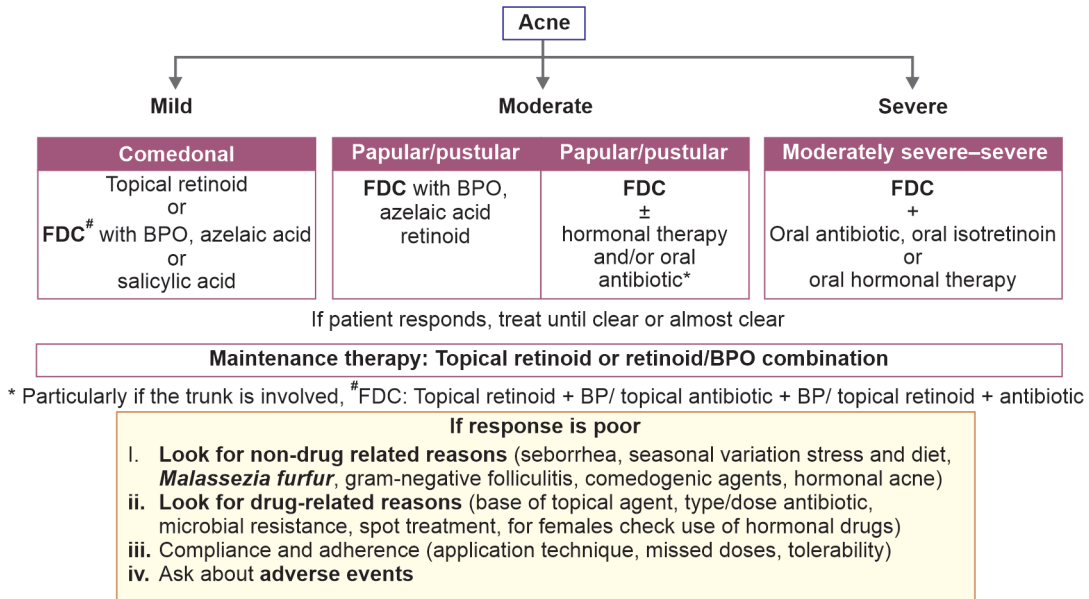 Acne
Mild
Moderate
Severe
Comedonal
Topical retinoid
or
FDC# with BPO, azelaic acid
or
salicylic acid
Papular/pustular
FDC with BPO,
azelaic acid
retinoid
Papular/pustular
FDC
±
hormonal therapy
and/or oral
antibiotic*
Moderately severe–severe
FDC
+
Oral antibiotic, oral isotretinoin
or
oral hormonal therapy
If patient responds, treat until clear or almost clear
Maintenance therapy: Topical retinoid or retinoid/BPO combination
* Particularly if the trunk is involved, #FDC: Topical retinoid + BP/ topical antibiotic + BP/ topical retinoid + antibiotic
If response is poor
I. Look for non-drug related reasons (seborrhea, seasonal variation stress and diet,
Malassezia furfur, gram-negative folliculitis, comedogenic agents, hormonal acne)
ii. Look for drug-related reasons (base of topical agent, type/dose antibiotic,
microbial resistance, spot treatment, for females check use of hormonal drugs)
iii. Compliance and adherence (application technique, missed doses, tolerability)
iv. Ask about adverse events